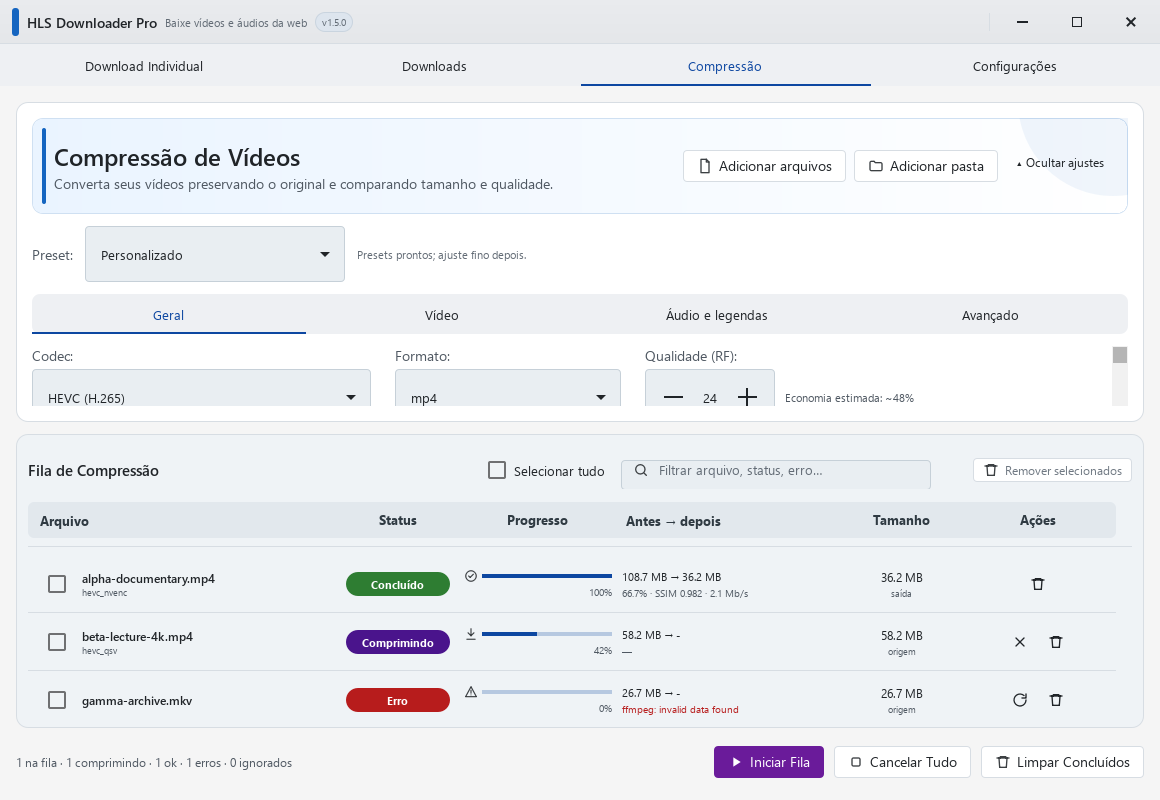 HLS Downloader Pro Baixe vídeos e áudios da web v1.5.0
Download Individual Downloads Compressão Configurações
Compressão de Vídeos
Converta seus vídeos preservando o original e comparando tamanho e qualidade.
Adicionar arquivos Adicionar pasta ▴ Ocultar ajustes
Preset: Personalizado Presets prontos; ajuste fino depois.
Geral Vídeo Áudio e legendas Avançado
Codec: Formato: Qualidade (RF):
HEVC (H.265) mp4 24 Economia estimada: ~48%
Fila de Compressão Selecionar tudo Filtrar arquivo, status, erro... Remover selecionados
Arquivo Status Progresso Antes → depois Tamanho Ações
alpha-documentary.mp4 Concluído 108.7 MB → 36.2 MB 36.2 MB
hevc_nvenc 100% 66.7% · SSIM 0.982 · 2.1 Mb/s saída
beta-lecture-4k.mp4 Comprimindo 58.2 MB → - 58.2 MB
hevc_qsv 42% — origem
gamma-archive.mkv Erro 26.7 MB → - 26.7 MB
0% ffmpeg: invalid data found origem
1 na fila · 1 comprimindo · 1 ok · 1 erros · 0 ignorados Iniciar Fila Cancelar Tudo Limpar Concluídos